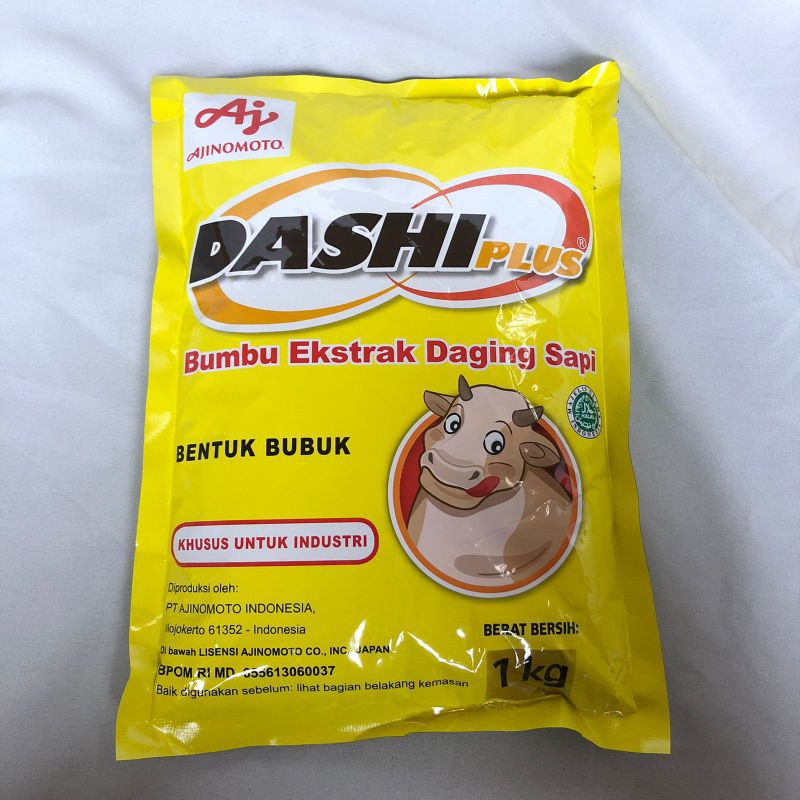 Aj
AJINOMOTO.
DASHI PLUS®
Bumbu Ekstrak Daging Sapi
HALAL
BENTUK BUBUK
KHUSUS UNTUK INDUSTRI
Diproduksi oleh:
PT AJINOMOTO INDONESIA,
Mojokerto 61352 - Indonesia
Di bawah LISENSI AJINOMOTO CO., INC. JAPAN
BPOM RI MD 655613060037
Baik digunakan sebelum: lihat bagian belakang kemasan
BERAT BERSIH:
1 kg